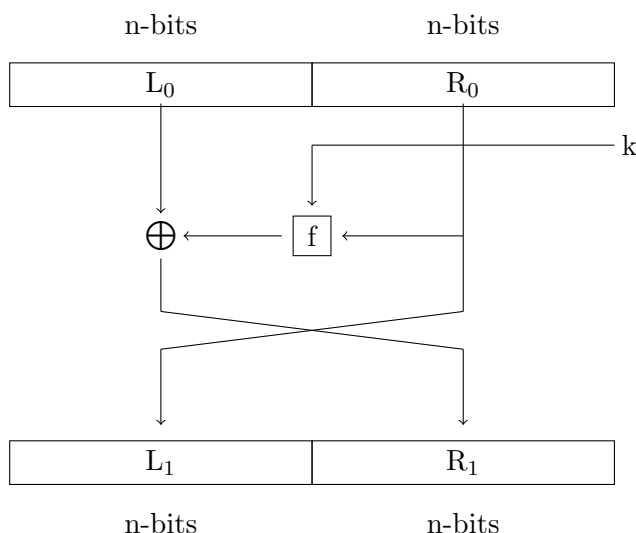 n-bits n-bits
L₀ R₀
k
f
L₁ R₁
n-bits n-bits